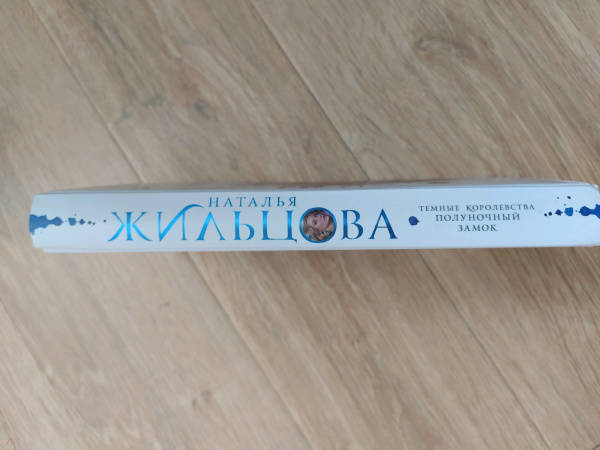 НАТАЛЬЯ
ЖИЛЬЦОВА
ТЕМНЫЕ КОРОЛЕВСТВА
ПОЛУНОЧНЫЙ
ЗАМОК